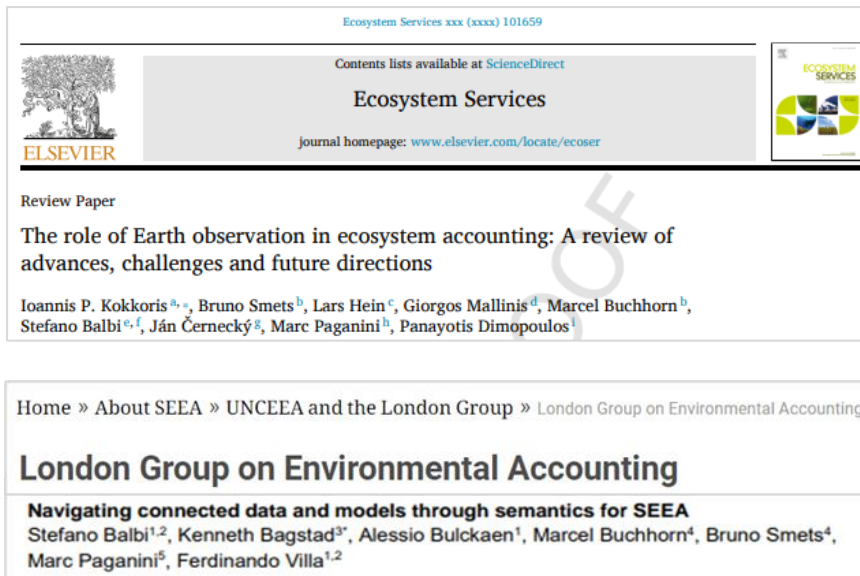 Ecosystem Services xxx (xxxx) 101659
Contents lists available at ScienceDirect
Ecosystem Services
journal homepage: www.elsevier.com/locate/ecoser
ELSEVIER
ECOSYSTEM
SERVICES
OOF
Review Paper
The role of Earth observation in ecosystem accounting: A review of
advances, challenges and future directions
Ioannis P. Kokkoris a, *, Bruno Smets b, Lars Hein c, Giorgos Mallinis d, Marcel Buchhorn b,
Stefano Balbi e, f, Ján Černecký g, Marc Paganini h, Panayotis Dimopoulos i
Home » About SEEA » UNCEEA and the London Group » London Group on Environmental Accounting
London Group on Environmental Accounting
Navigating connected data and models through semantics for SEEA
Stefano Balbi1,2, Kenneth Bagstad3*, Alessio Bulckaen1, Marcel Buchhorn4, Bruno Smets4,
Marc Paganini5, Ferdinando Villa1,2